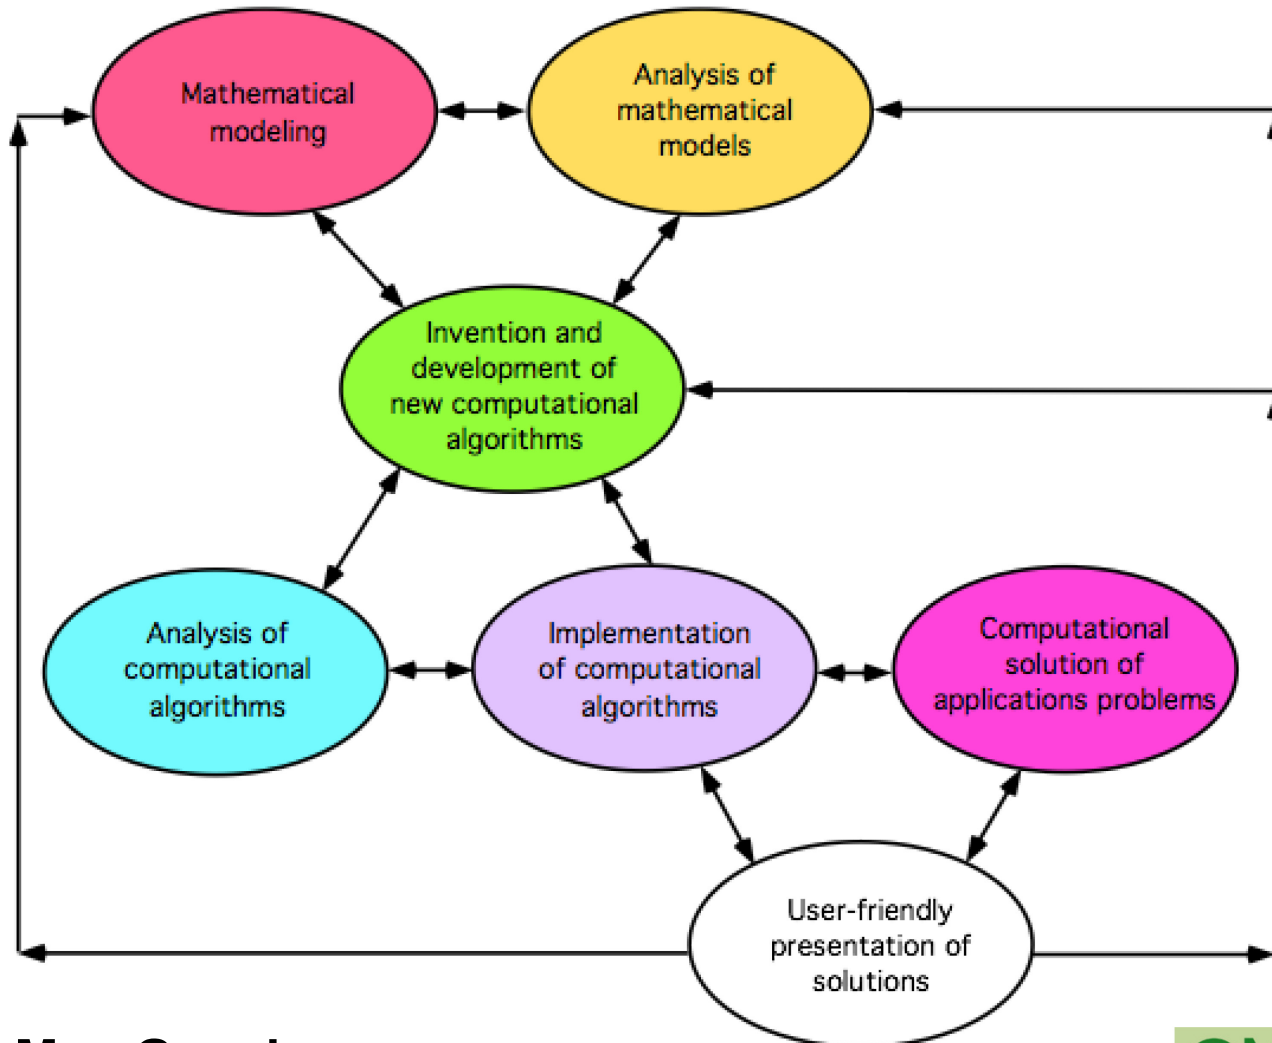 Mathematical
modeling
Analysis of
mathematical
models
Invention and
development of
new computational
algorithms
Analysis of
computational
algorithms
Implementation
of computational
algorithms
Computational
solution of
applications problems
User-friendly
presentation of
solutions